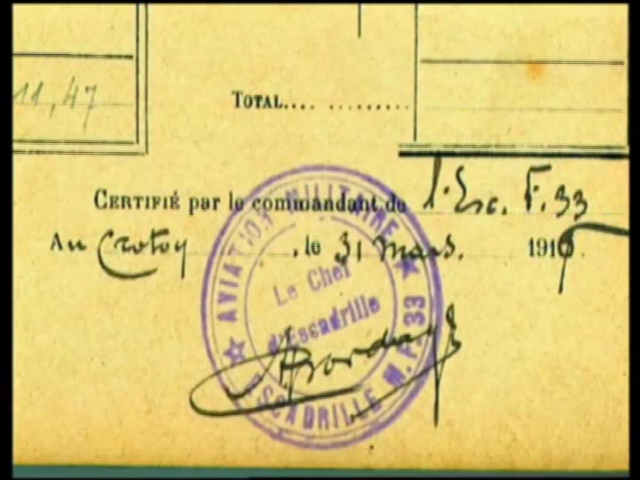 11,47
TOTAL.... ..........
CERTIFIÉ par le commandant de l'Esc. F. 33
Au Crotoy , le 31 Mars. 191
AVIATION MILITAIRE
Le Chef
d'Escadrille
ESCADRILLE M.F. 33